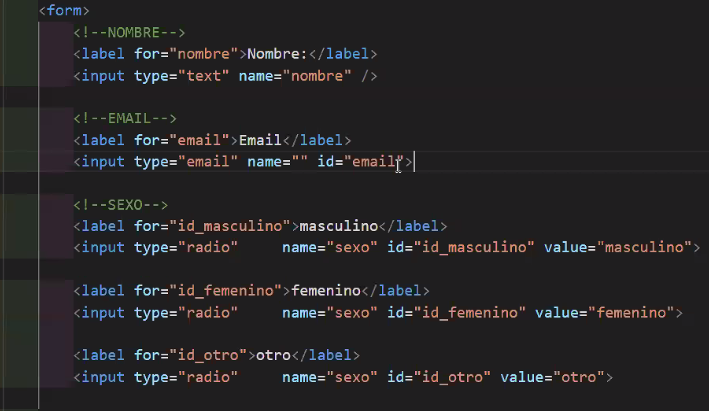 <form>
<!--NOMBRE-->
<label for="nombre">Nombre:</label>
<input type="text" name="nombre" />
<!--EMAIL-->
<label for="email">Email</label>
<input type="email" name="" id="email">
<!--SEXO-->
<label for="id_masculino">masculino</label>
<input type="radio"     name="sexo" id="id_masculino" value="masculino">
<label for="id_femenino">femenino</label>
<input type="radio"     name="sexo" id="id_femenino" value="femenino">
<label for="id_otro">otro</label>
<input type="radio"     name="sexo" id="id_otro" value="otro">